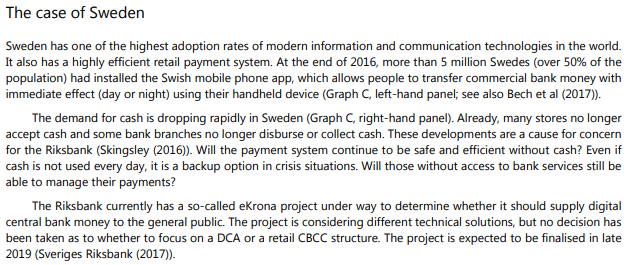 The case of Sweden
Sweden has one of the highest adoption rates of modern information and communication technologies in the world.
It also has a highly efficient retail payment system. At the end of 2016, more than 5 million Swedes (over 50% of the
population) had installed the Swish mobile phone app, which allows people to transfer commercial bank money with
immediate effect (day or night) using their handheld device (Graph C, left-hand panel; see also Bech et al (2017)).
The demand for cash is dropping rapidly in Sweden (Graph C, right-hand panel). Already, many stores no longer
accept cash and some bank branches no longer disburse or collect cash. These developments are a cause for concern
for the Riksbank (Skingsley (2016)). Will the payment system continue to be safe and efficient without cash? Even if
cash is not used every day, it is a backup option in crisis situations. Will those without access to bank services still be
able to manage their payments?
The Riksbank currently has a so-called eKrona project under way to determine whether it should supply digital
central bank money to the general public. The project is considering different technical solutions, but no decision has
been taken as to whether to focus on a DCA or a retail CBCC structure. The project is expected to be finalised in late
2019 (Sveriges Riksbank (2017)).